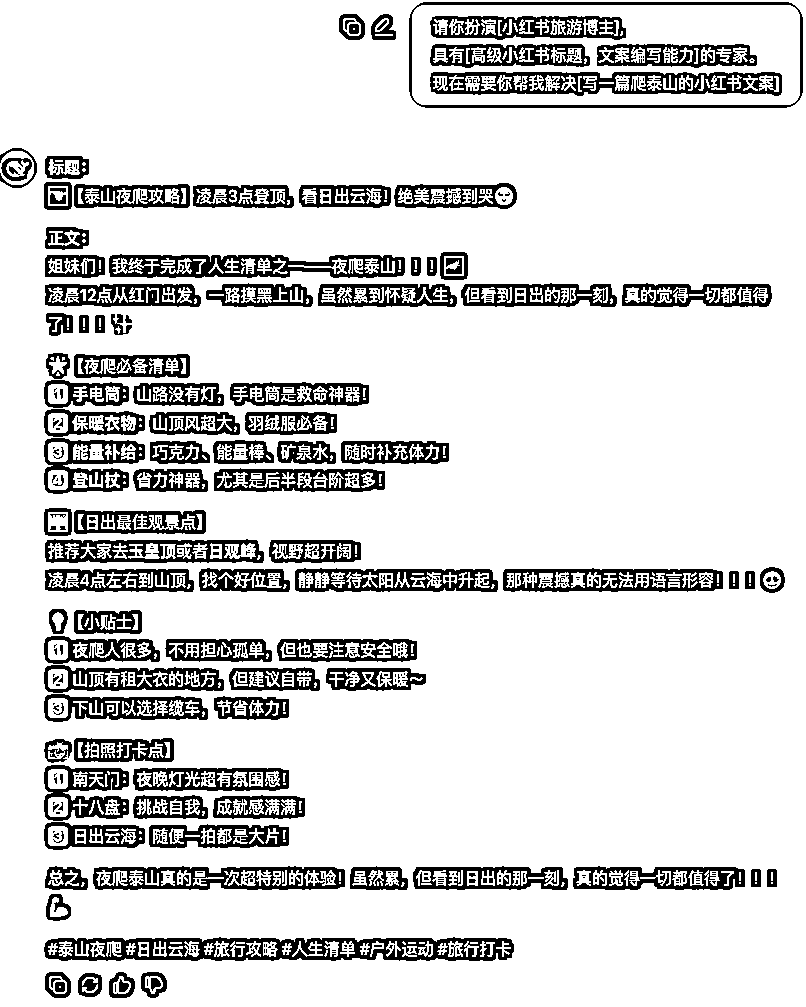 请你扮演[小红书旅游博主],
具有[高级小红书标题，文案编写能力]的专家。
现在需要你帮我解决[写一篇爬泰山的小红书文案]
标题：
【泰山夜爬攻略】凌晨3点登顶，看日出云海！绝美震撼到哭
正文：
姐妹们！我终于完成了人生清单之一——夜爬泰山！！！
凌晨12点从红门出发，一路摸黑上山，虽然累到怀疑人生，但看到日出的那一刻，真的觉得一切都值得
了！！！
【夜爬必备清单】
1 手电筒：山路没有灯，手电筒是救命神器！
2 保暖衣物：山顶风超大，羽绒服必备！
3 能量补给：巧克力、能量棒、矿泉水，随时补充体力！
4 登山杖：省力神器，尤其是后半段台阶超多！
【日出最佳观景点】
推荐大家去玉皇顶或者日观峰，视野超开阔！
凌晨4点左右到山顶，找个好位置，静静等待太阳从云海中升起，那种震撼真的无法用语言形容！！！
【小贴士】
1 夜爬人很多，不用担心孤单，但也要注意安全哦！
2 山顶有租大衣的地方，但建议自带，干净又保暖～
3 下山可以选择缆车，节省体力！
【拍照打卡点】
1 南天门：夜晚灯光超有氛围感！
2 十八盘：挑战自我，成就感满满！
3 日出云海：随便一拍都是大片！
总之，夜爬泰山真的是一次超特别的体验！虽然累，但看到日出的那一刻，真的觉得一切都值得了！！！
#泰山夜爬 #日出云海 #旅行攻略 #人生清单 #户外运动 #旅行打卡